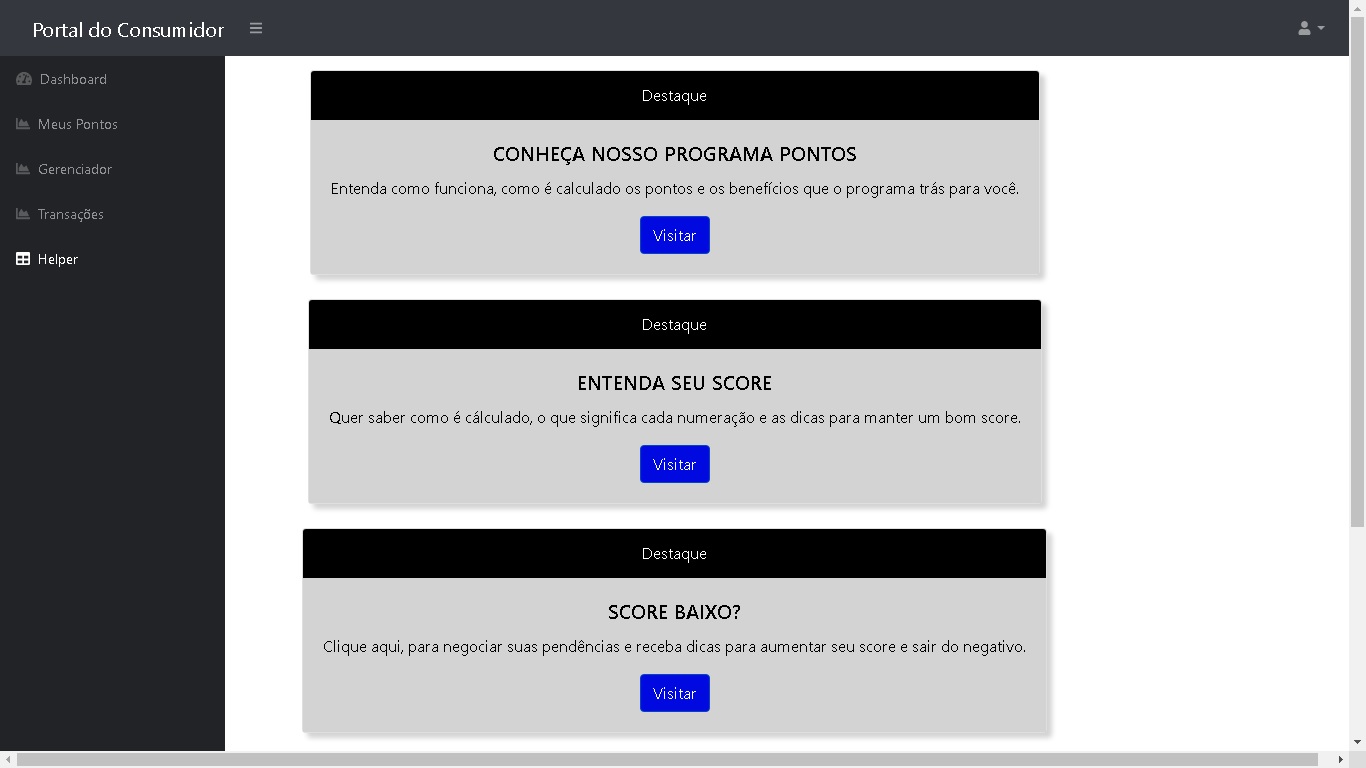 Portal do Consumidor
Dashboard
Meus Pontos
Gerenciador
Transações
Helper
Destaque
CONHEÇA NOSSO PROGRAMA PONTOS
Entenda como funciona, como é calculado os pontos e os benefícios que o programa trás para você.
Visitar
Destaque
ENTENDA SEU SCORE
Quer saber como é cálculado, o que significa cada numeração e as dicas para manter um bom score.
Visitar
Destaque
SCORE BAIXO?
Clique aqui, para negociar suas pendências e receba dicas para aumentar seu score e sair do negativo.
Visitar